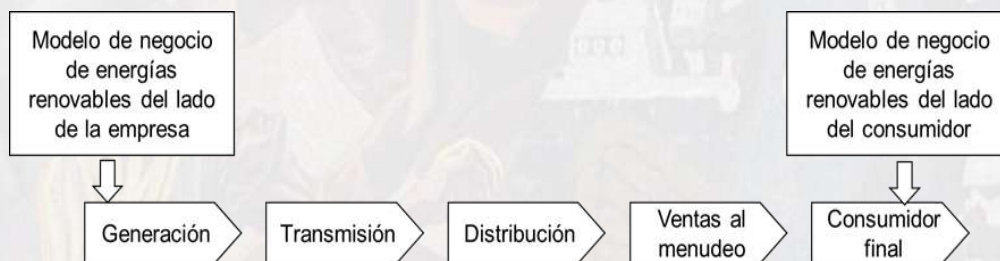 Modelo de negocio
de energías
renovables del lado
de la empresa
Modelo de negocio
de energías
renovables del lado
del consumidor
Generación
Transmisión
Distribución
Ventas al
menudeo
Consumidor
final